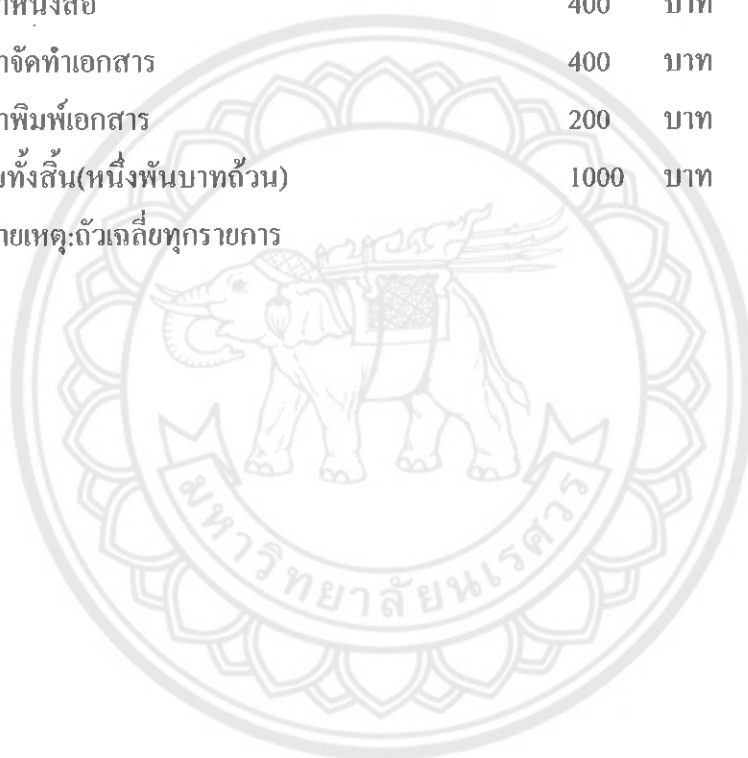 าหนังสือ 400 บาท
าจัดทำเอกสาร 400 บาท
าพิมพ์เอกสาร 200 บาท
มทั้งสิ้น(หนึ่งพันบาทถ้วน) 1000 บาท
ายเหตุ:ถัวเฉลี่ยทุกรายการ
มหาวิทยาลัยนเรศวร